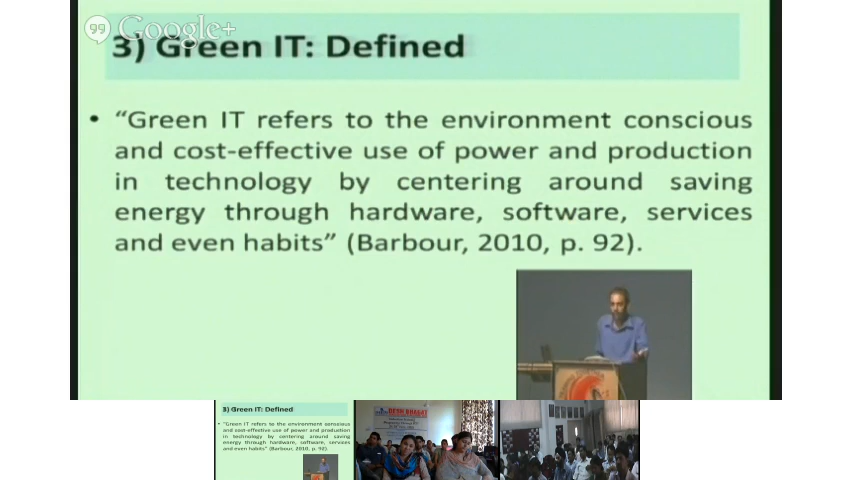 Google+
3) Green IT: Defined
• “Green IT refers to the environment conscious
and cost-effective use of power and production
in technology by centering around saving
energy through hardware, software, services
and even habits” (Barbour, 2010, p. 92).
3) Green IT: Defined
• “Green IT refers to the environment conscious
and cost-effective use of power and production
in technology by centering around saving
energy through hardware, software, services
and even habits” (Barbour, 2010, p. 92).